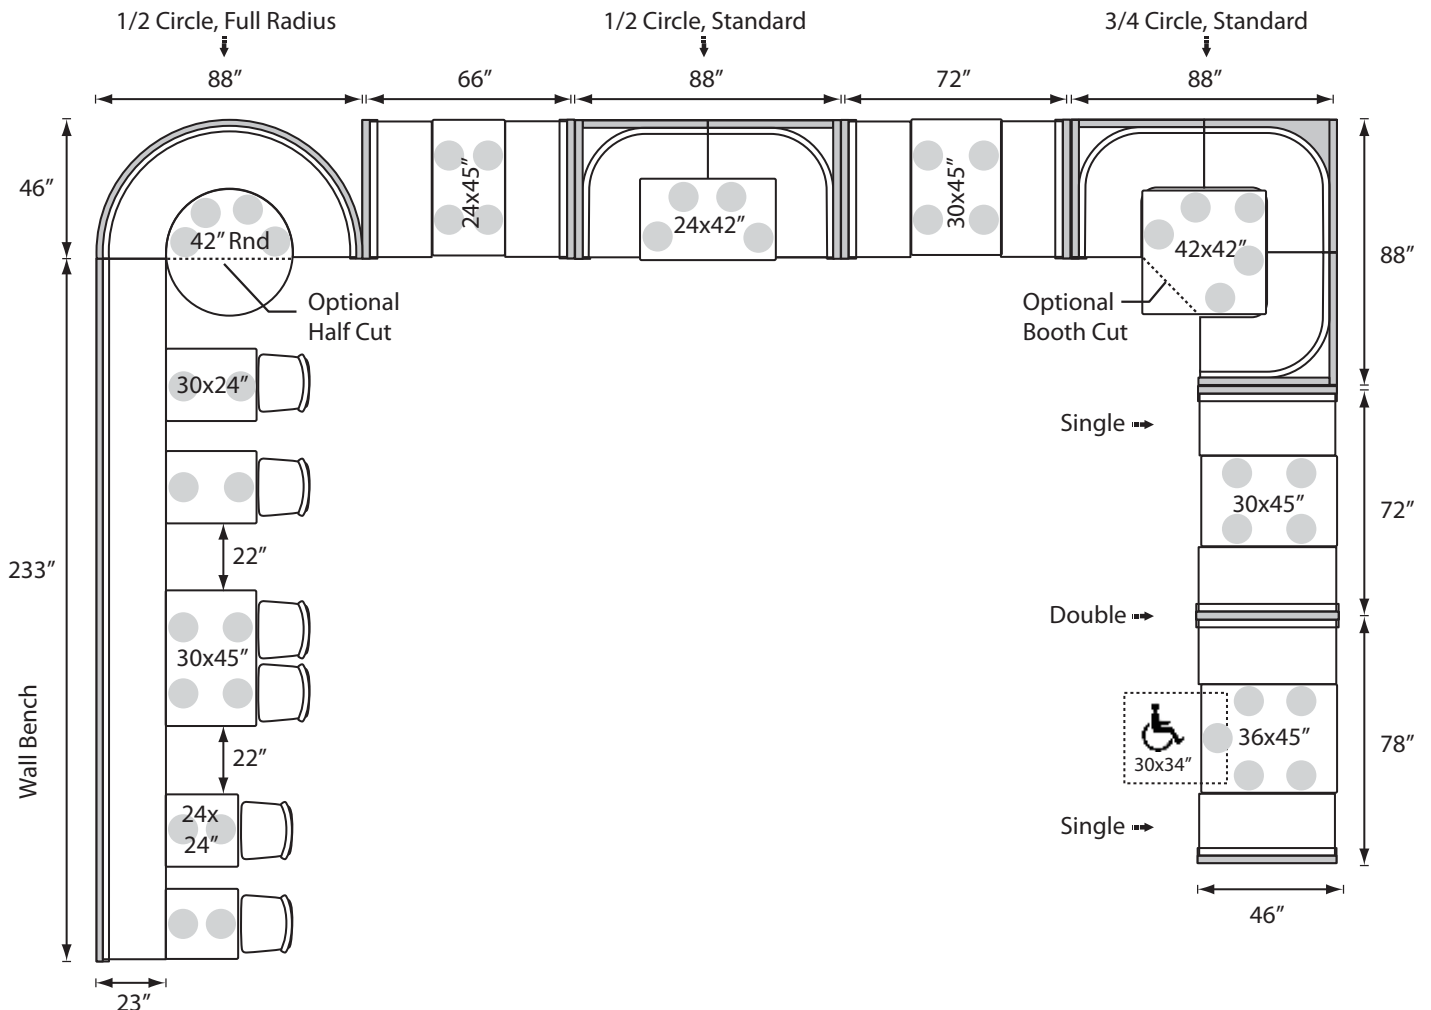 1/2 Circle, Full Radius
1/2 Circle, Standard
3/4 Circle, Standard
88”
66”
88”
72”
88”
46”
42” Rnd
24x45”
24x42”
30x45”
42x42”
88”
Optional
Half Cut
Optional
Booth Cut
30x24”
Single
30x45”
72”
22”
233”
Double
30x45”
Wall Bench
36x45”
78”
30x34”
22”
24x
24”
Single
46”
23”